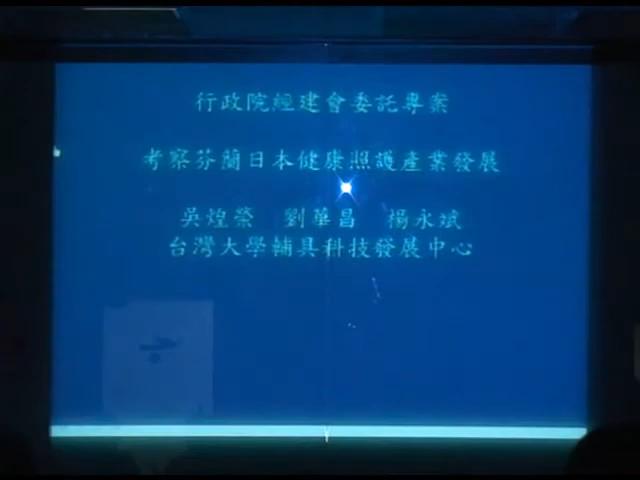 行政院經建會委託專案
考察芬蘭日本健康照護產業發展
吳煌榮 劉華昌 楊永斌
台灣大學輔具科技發展中心